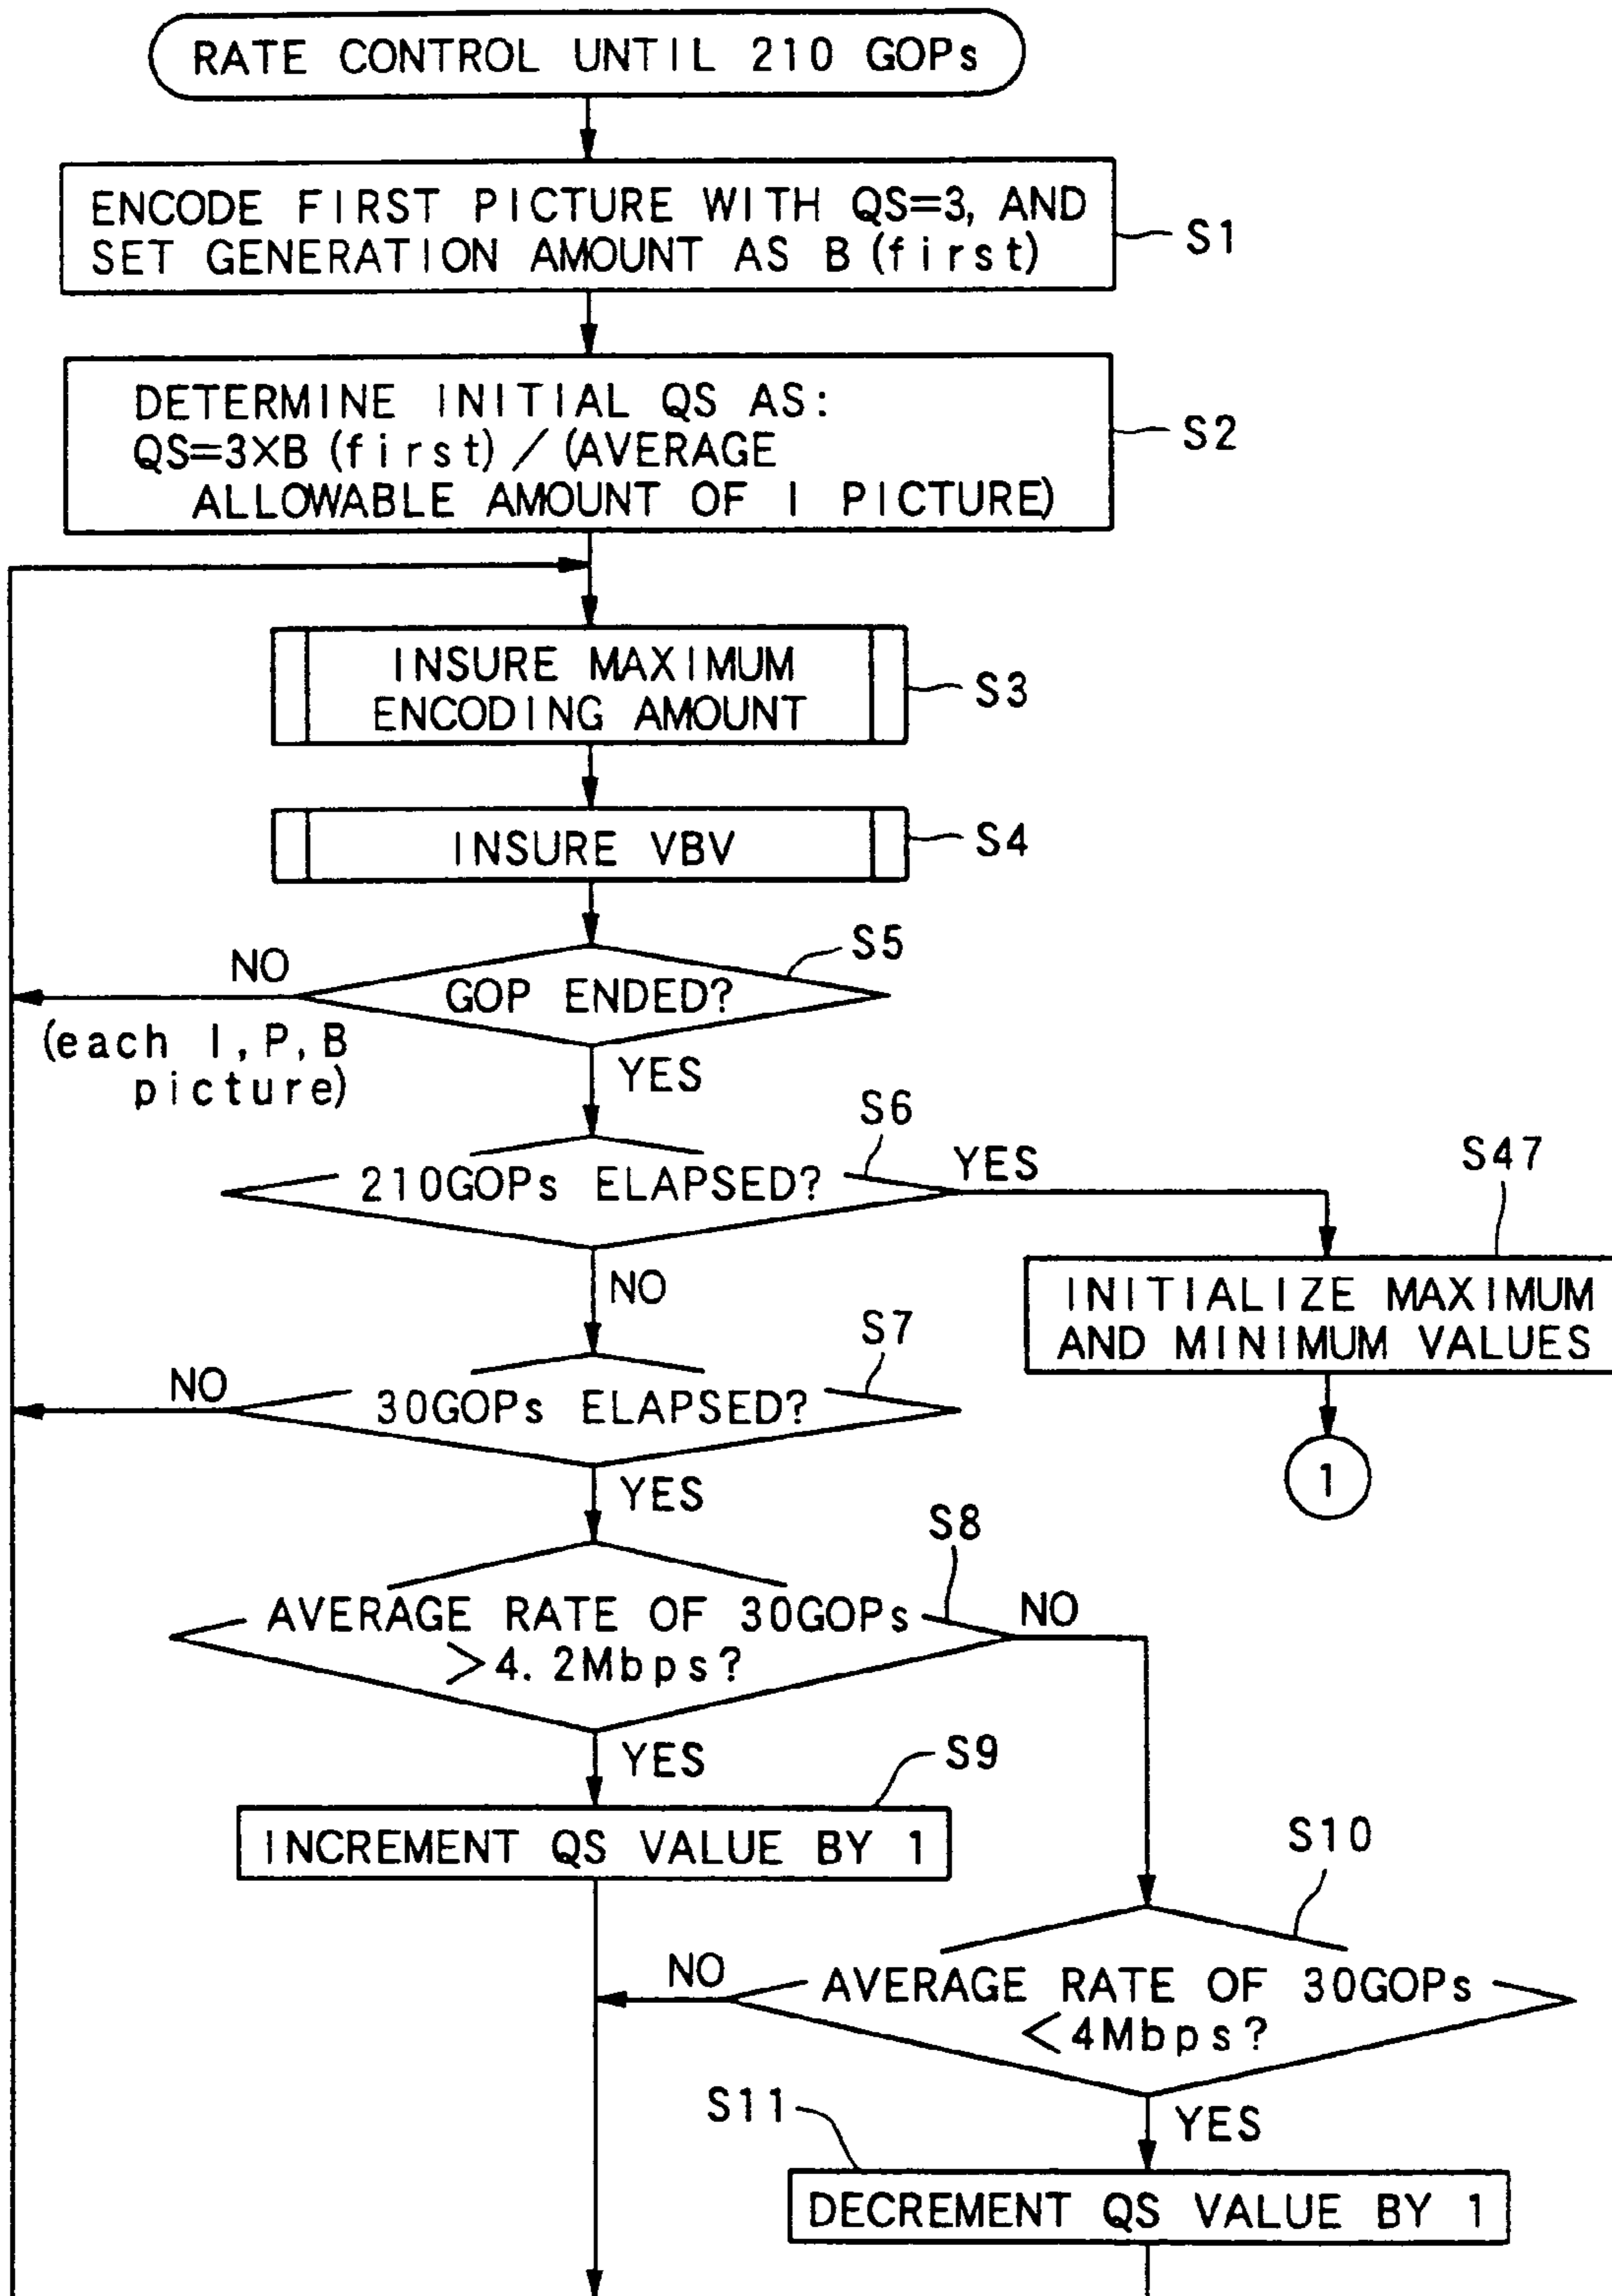 RATE CONTROL UNTIL 210 GOPs
ENCODE FIRST PICTURE WITH QS=3, AND
SET GENERATION AMOUNT AS B (first)
S1
DETERMINE INITIAL QS AS:
QS=3×B (first) / (AVERAGE
ALLOWABLE AMOUNT OF I PICTURE)
S2
INSURE MAXIMUM
ENCODING AMOUNT
S3
INSURE VBV
S4
S5
NO
GOP ENDED?
(each I, P, B
picture)
YES
S6
210GOPs ELAPSED?
YES
S47
NO
INITIALIZE MAXIMUM
AND MINIMUM VALUES
S7
NO
30GOPs ELAPSED?
1
YES
S8
AVERAGE RATE OF 30GOPs
>4. 2Mbps?
NO
YES
S9
INCREMENT QS VALUE BY 1
S10
NO
AVERAGE RATE OF 30GOPs
<4Mbps?
S11
YES
DECREMENT QS VALUE BY 1